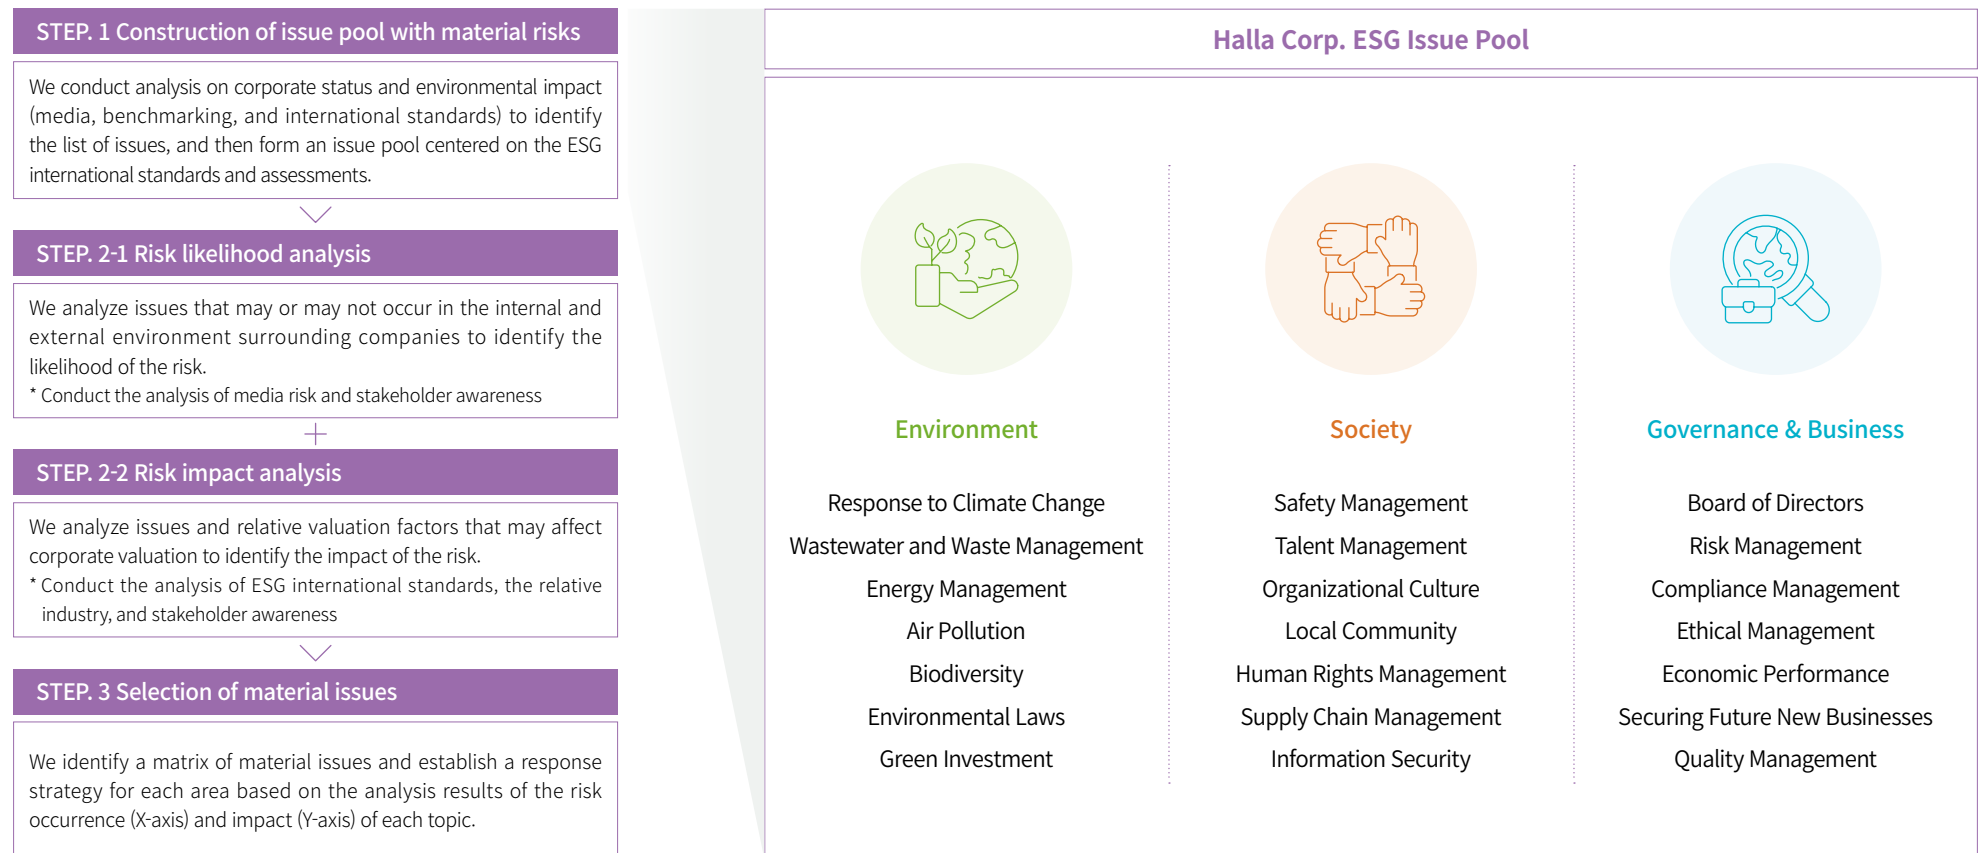 STEP. 1 Construction of issue pool with material risks
We conduct analysis on corporate status and environmental impact
(media, benchmarking, and international standards) to identify
the list of issues, and then form an issue pool centered on the ESG
international standards and assessments.
STEP. 2-1 Risk likelihood analysis
We analyze issues that may or may not occur in the internal and
external environment surrounding companies to identify the
likelihood of the risk.
* Conduct the analysis of media risk and stakeholder awareness
+
STEP. 2-2 Risk impact analysis
We analyze issues and relative valuation factors that may affect
corporate valuation to identify the impact of the risk.
* Conduct the analysis of ESG international standards, the relative
industry, and stakeholder awareness
STEP. 3 Selection of material issues
We identify a matrix of material issues and establish a response
strategy for each area based on the analysis results of the risk
occurrence (X-axis) and impact (Y-axis) of each topic.
Halla Corp. ESG Issue Pool
Environment
Response to Climate Change
Wastewater and Waste Management
Energy Management
Air Pollution
Biodiversity
Environmental Laws
Green Investment
Society
Safety Management
Talent Management
Organizational Culture
Local Community
Human Rights Management
Supply Chain Management
Information Security
Governance & Business
Board of Directors
Risk Management
Compliance Management
Ethical Management
Economic Performance
Securing Future New Businesses
Quality Management